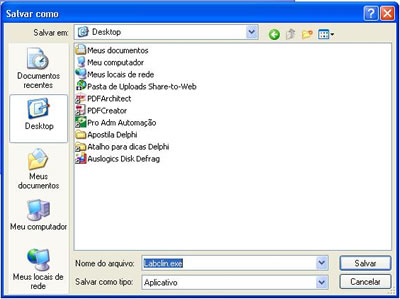 Salvar como
Salvar em: Desktop
Documentos recentes
Desktop
Meus documentos
Meu computador
Meus locais de rede
Meus documentos
Meu computador
Meus locais de rede
Pasta de Uploads Share-to-Web
PDFArchitect
PDFCreator
Pro Adm Automação
Apostila Delphi
Atalho para dicas Delphi
Auslogics Disk Defrag
Nome do arquivo: Labclin exe Salvar
Salvar como tipo: Aplicativo Cancelar